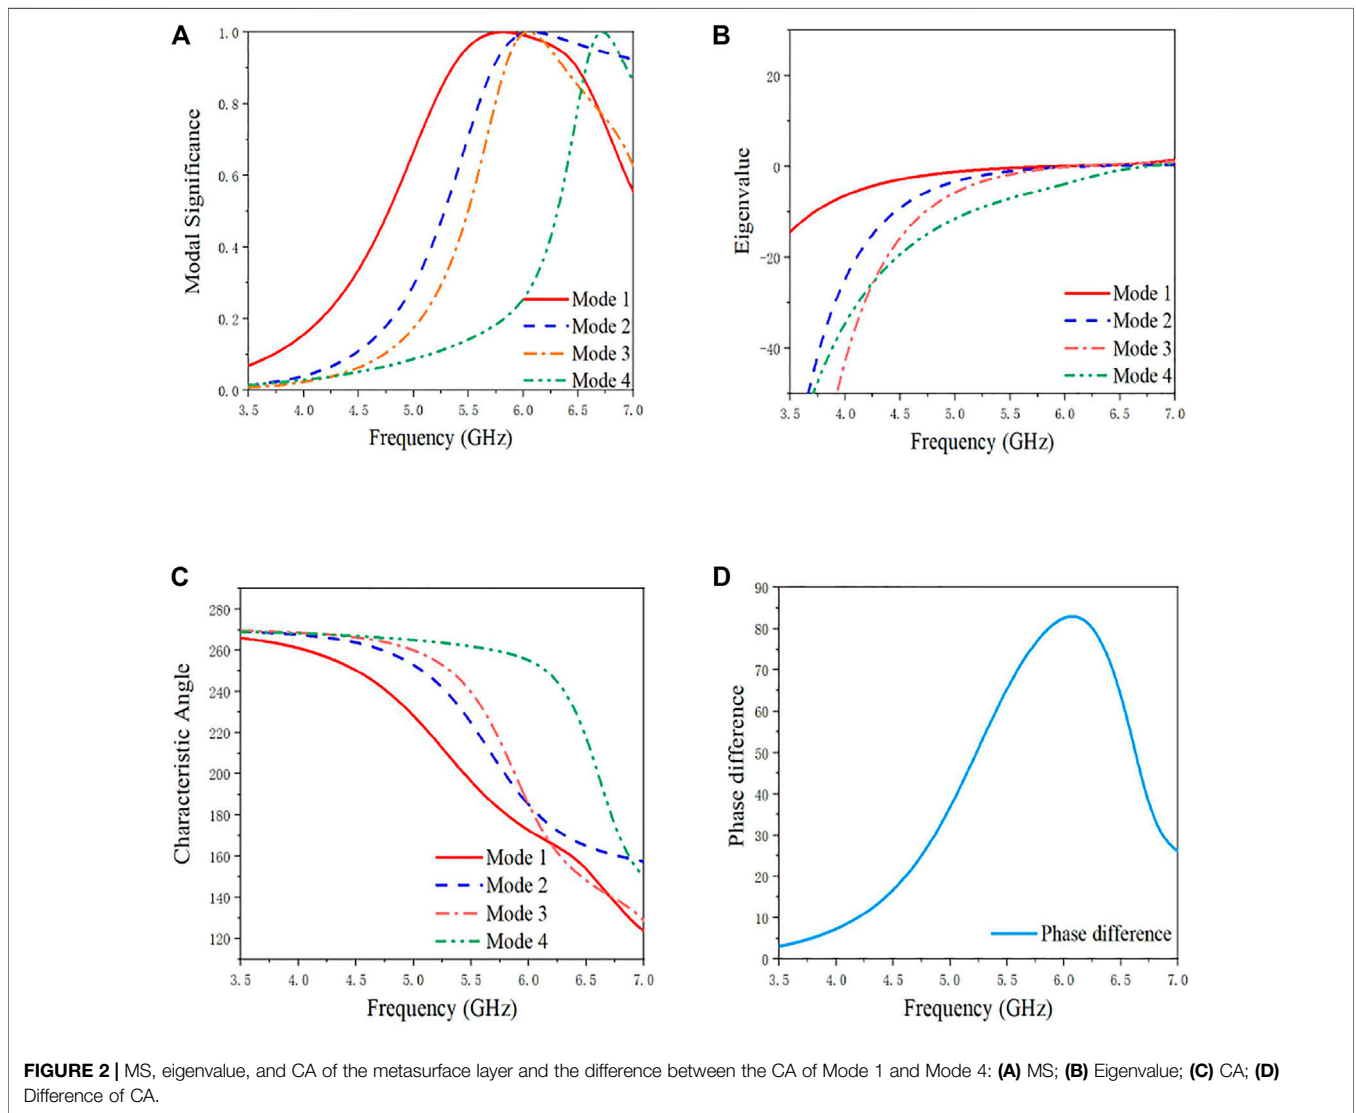 A
Modal Significance
1.0
0.8
0.6
0.4
0.2
0.0
Mode 1
Mode 2
Mode 3
Mode 4
3.5 4.0 4.5 5.0 5.5 6.0 6.5 7.0
Frequency (GHz)
B
Eigenvalue
20
0
-20
-40
Mode 1
Mode 2
Mode 3
Mode 4
3.5 4.0 4.5 5.0 5.5 6.0 6.5 7.0
Frequency (GHz)
C
Characteristic Angle
280
260
240
220
200
180
160
140
120
Mode 1
Mode 2
Mode 3
Mode 4
3.5 4.0 4.5 5.0 5.5 6.0 6.5 7.0
Frequency (GHz)
D
Phase difference
90
80
70
60
50
40
30
20
10
0
Phase difference
3.5 4.0 4.5 5.0 5.5 6.0 6.5 7.0
Frequency (GHz)
FIGURE 2 | MS, eigenvalue, and CA of the metasurface layer and the difference between the CA of Mode 1 and Mode 4: (A) MS; (B) Eigenvalue; (C) CA; (D)
Difference of CA.